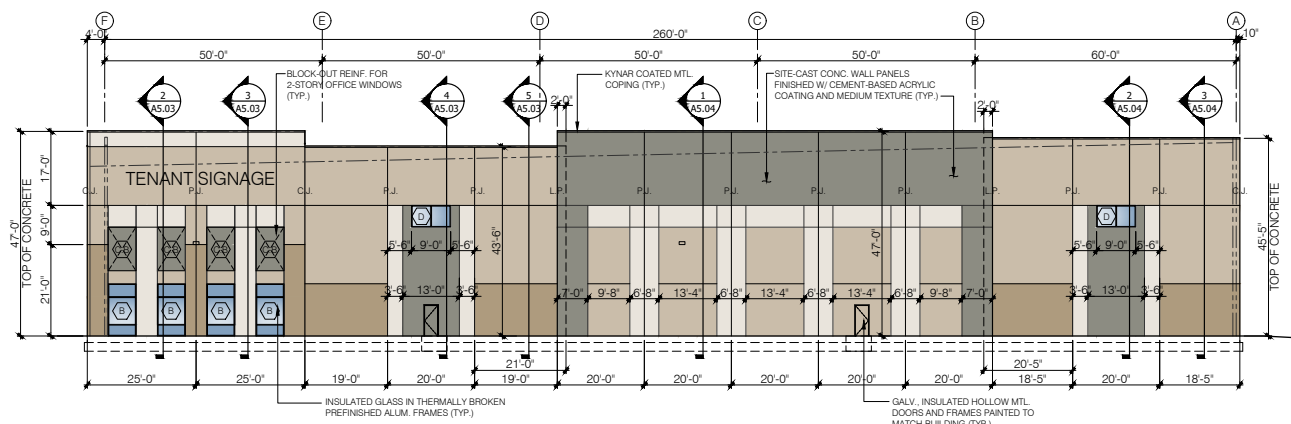 F E D C B A
4'-0" 260'-0" 10"
50'-0" 50'-0" 50'-0" 50'-0" 60'-0"
BLOCK-OUT REINF. FOR
2-STORY OFFICE WINDOWS
(TYP.)
KYNAR COATED MTL.
COPING (TYP.)
SITE-CAST CONC. WALL PANELS
FINISHED W/ CEMENT-BASED ACRYLIC
COATING AND MEDIUM TEXTURE (TYP.)
2 3 4 5 1 2 3
A5.03 A5.03 A5.03 A5.03 A5.04 A5.04 A5.04
2'-0" 2'-0"
47'-0"
TOP OF CONCRETE
17'-0"
9'-0"
21'-0"
TENANT SIGNAGE
C.J. P.J. C.J. P.J. P.J. L.P. P.J. P.J. P.J. P.J. L.P. P.J. P.J. C.J.
D D
5'-6" 9'-0" 5'-6" 43'-6" 47'-0" 5'-6" 9'-0" 5'-6"
45'-5"
TOP OF CONCRETE
3'-6" 13'-0" 3'-6" 7'-0" 9'-8" 6'-8" 13'-4" 6'-8" 13'-4" 6'-8" 13'-4" 6'-8" 9'-8" 7'-0" 3'-6" 13'-0" 3'-6"
B B B B
21'-0" 20'-5"
25'-0" 25'-0" 19'-0" 20'-0" 19'-0" 20'-0" 20'-0" 20'-0" 20'-0" 20'-0" 18'-5" 20'-0" 18'-5"
INSULATED GLASS IN THERMALLY BROKEN
PREFINISHED ALUM. FRAMES (TYP.)
GALV., INSULATED HOLLOW MTL.
DOORS AND FRAMES PAINTED TO
MATCH BUILDING (TYP.)